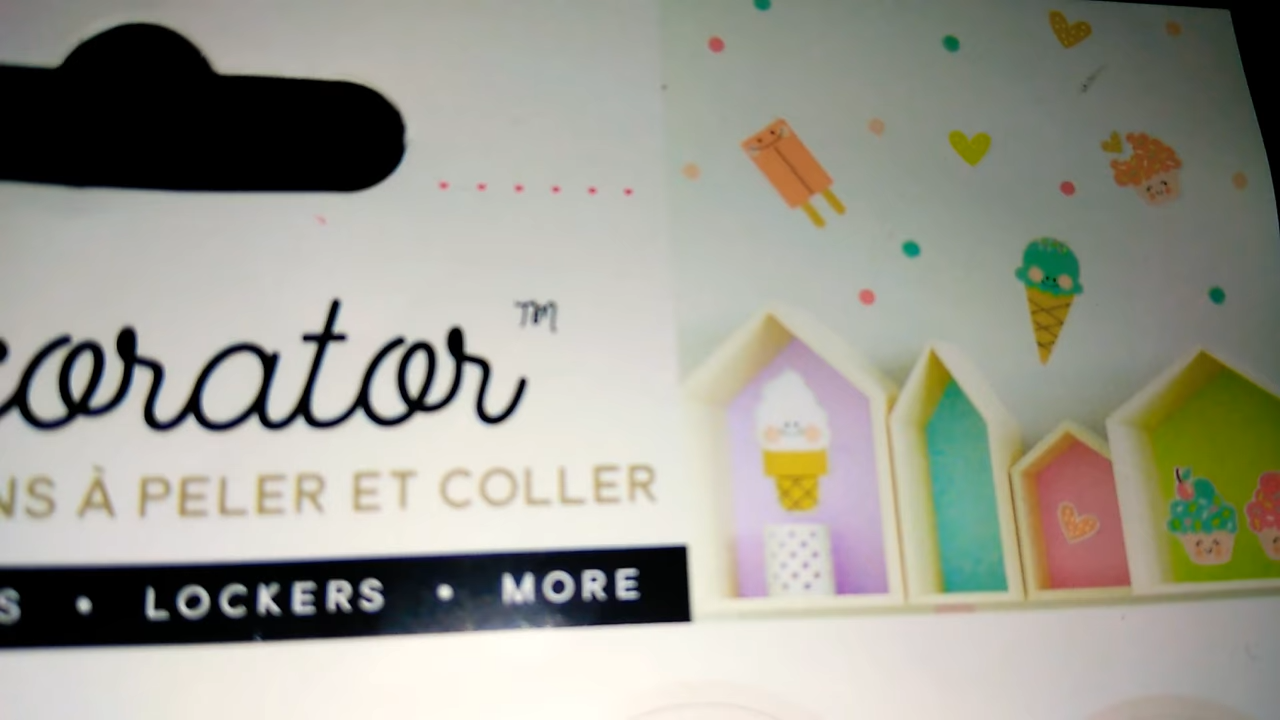 corator™
NS À PELER ET COLLER
S • LOCKERS • MORE